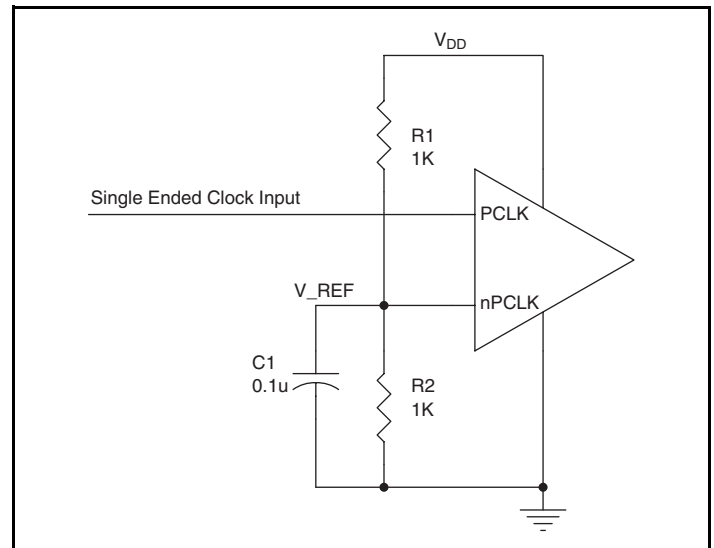 VDD
R1
1K
Single Ended Clock Input
PCLK
V_REF
nPCLK
C1
0.1u
R2
1K